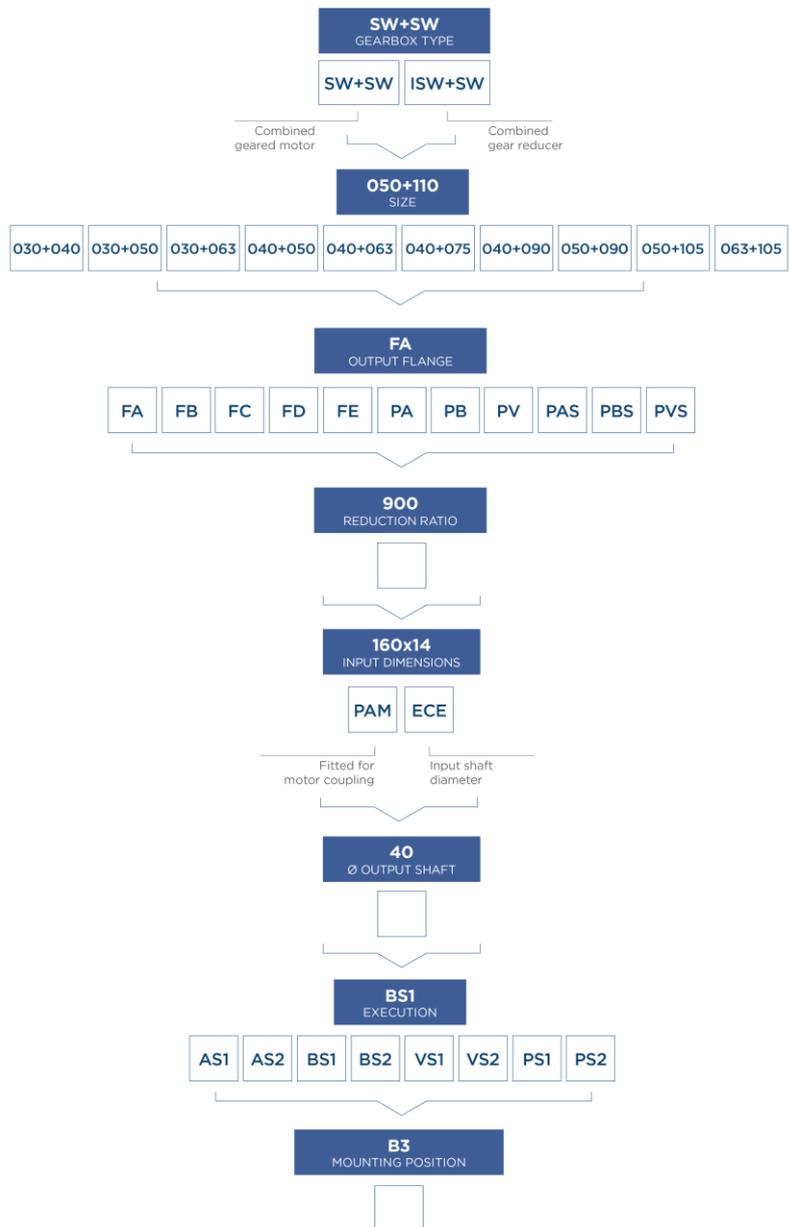 SW+SW
GEARBOX TYPE
SW+SW ISW+SW
Combined
geared motor
Combined
gear reducer
050+110
SIZE
030+040 030+050 030+063 040+050 040+063 040+075 040+090 050+090 050+105 063+105
FA
OUTPUT FLANGE
FA FB FC FD FE PA PB PV PAS PBS PVS
900
REDUCTION RATIO
160x14
INPUT DIMENSIONS
PAM ECE
Fitted for
motor coupling
Input shaft
diameter
40
Ø OUTPUT SHAFT
BS1
EXECUTION
AS1 AS2 BS1 BS2 VS1 VS2 PS1 PS2
B3
MOUNTING POSITION